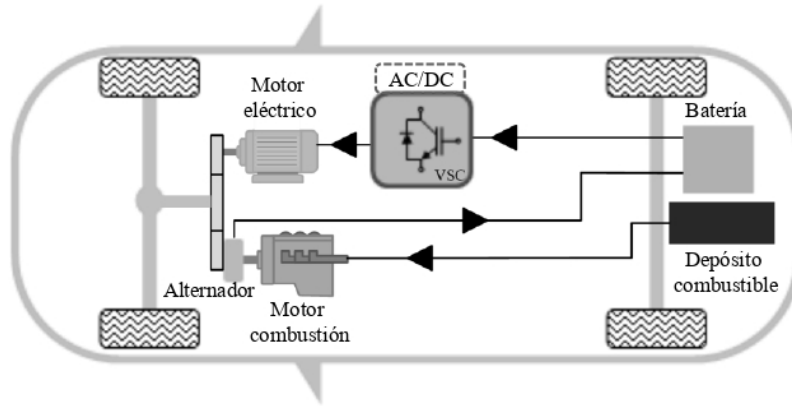 Motor
eléctrico
AC/DC
VSC
Batería
Alternador
Motor
combustión
Depósito
combustible